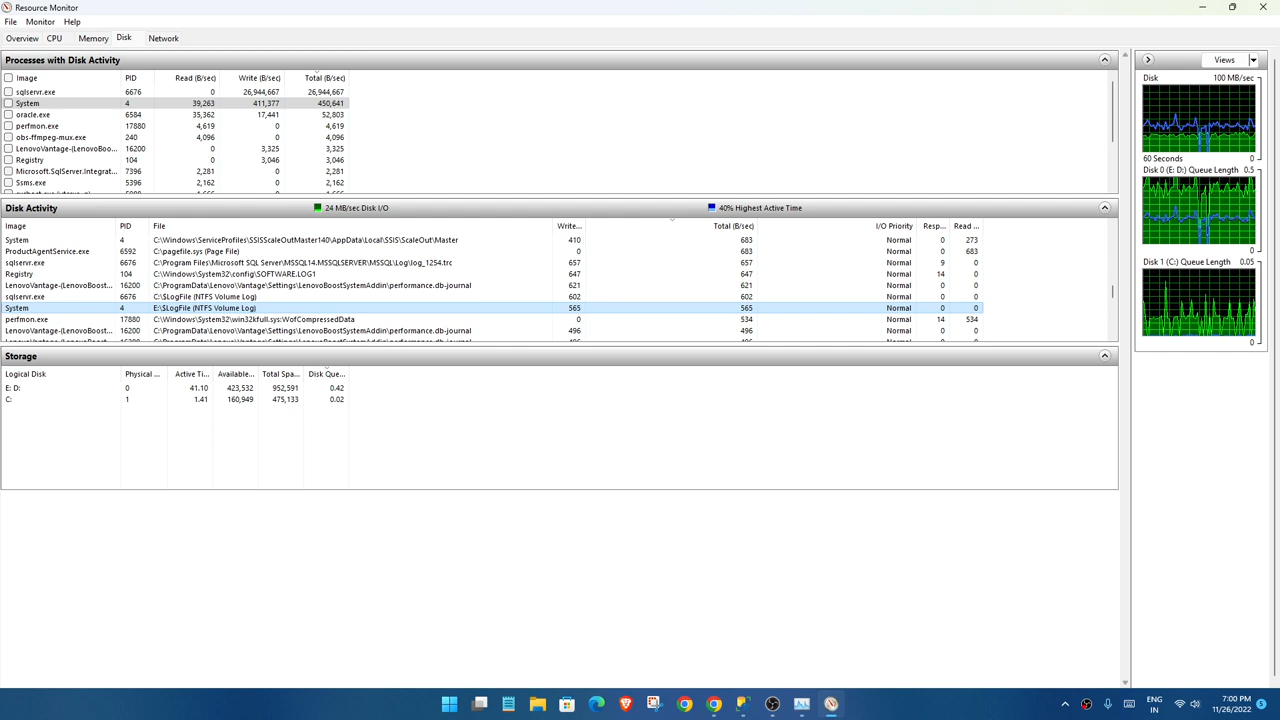 Resource Monitor
File Monitor Help
Overview CPU Memory Disk Network
Processes with Disk Activity
Image PID Read (B/sec) Write (B/sec) Total (B/sec)
sqlservr.exe 6676 0 26,944,667 26,944,667
System 4 39,263 411,377 450,641
oracle.exe 6584 35,362 17,441 52,803
perfmon.exe 17880 4,619 0 4,619
obs-ffmpeg-mux.exe 240 4,096 0 4,096
LenovoVantage-(LenovoBoo... 16200 0 3,325 3,325
Registry 104 0 3,046 3,046
Microsoft.SqlServer.Integrat... 7396 2,281 0 2,281
Ssms.exe 5396 2,162 0 2,162
Disk Activity 24 MB/sec Disk I/O 40% Highest Active Time
Image PID File Write... Total (B/sec) I/O Priority Resp... Read ...
System 4 C:\Windows\ServiceProfiles\SSISScaleOutMaster140\AppData\Local\SSIS\ScaleOut\Master 410 683 Normal 0 273
ProductAgentService.exe 6592 C:\pagefile.sys (Page File) 0 683 Normal 0 683
sqlservr.exe 6676 C:\Program Files\Microsoft SQL Server\MSSQL14.MSSQLSERVER\MSSQL\Log\log_1254.trc 657 657 Normal 9 0
Registry 104 C:\Windows\System32\config\SOFTWARE.LOG1 647 647 Normal 14 0
LenovoVantage-(LenovoBoost... 16200 C:\ProgramData\Lenovo\Vantage\Settings\LenovoBoostSystemAddin\performance.db-journal 621 621 Normal 0 0
sqlservr.exe 6676 C:\$LogFile (NTFS Volume Log) 602 602 Normal 0 0
System 4 E:\$LogFile (NTFS Volume Log) 565 565 Normal 0 0
perfmon.exe 17880 C:\Windows\System32\win32kfull.sys:WofCompressedData 0 534 Normal 14 534
LenovoVantage-(LenovoBoost... 16200 C:\ProgramData\Lenovo\Vantage\Settings\LenovoBoostSystemAddin\performance.db-journal 496 496 Normal 0 0
Storage
Logical Disk Physical ... Active Ti... Available... Total Spa... Disk Que...
E: D: 0 41.10 423,532 952,591 0.42
C: 1 1.41 160,949 475,133 0.02
Views
Disk 100 MB/sec
60 Seconds 0
Disk 0 (E: D:) Queue Length 0.5
0
Disk 1 (C:) Queue Length 0.05
0
ENG
IN
7:00 PM
11/26/2022